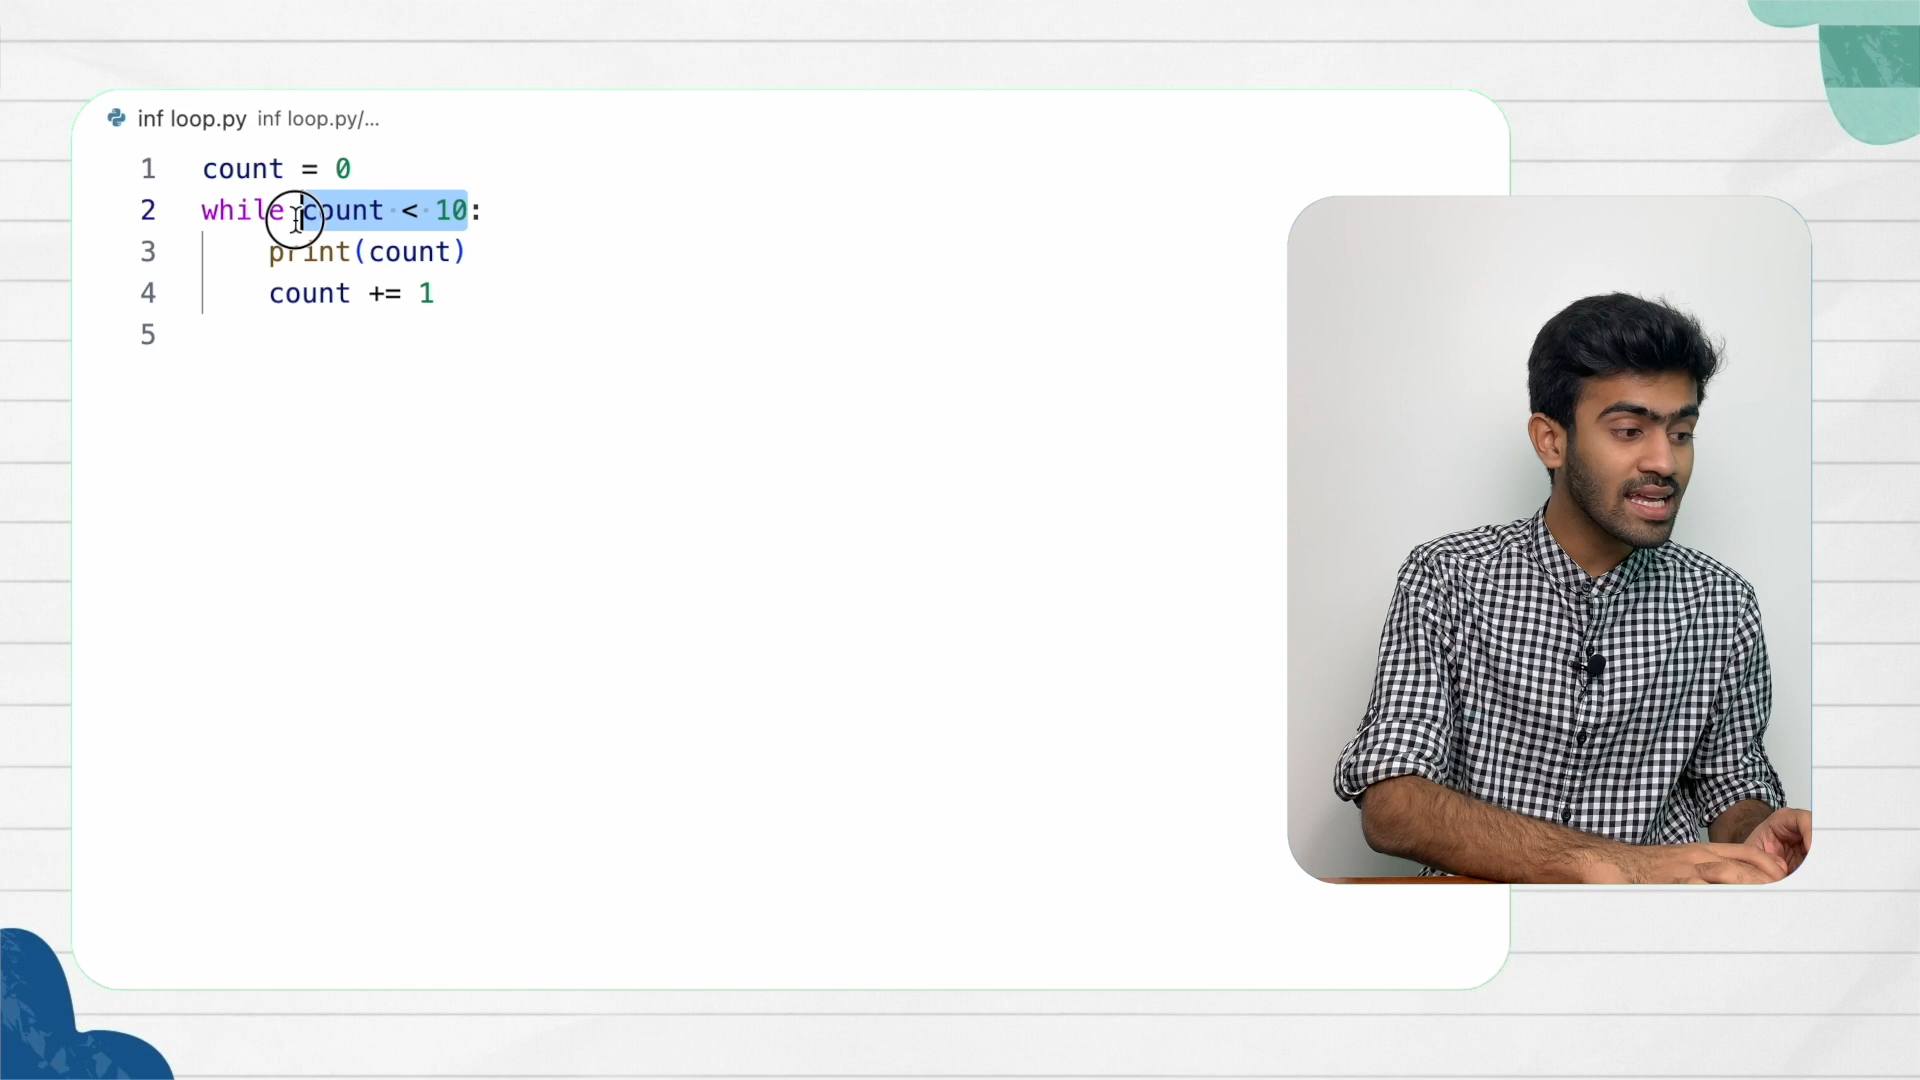 inf loop.py inf loop.py/...
1 count = 0
2 while count < 10:
3 print(count)
4 count += 1
5